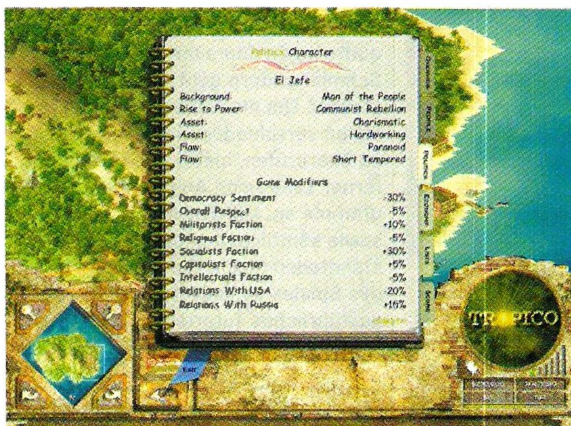 Politics Character
El Jefe
Background: Man of the People
Rise to Power: Communist Rebellion
Asset: Charismatic
Asset: Hardworking
Flaw: Paranoid
Flaw: Short Tempered
Game Modifiers
Democracy Sentiment -30%
Overall Respect -5%
Militarists Faction +10%
Religious Faction -5%
Socialists Faction +30%
Capitalists Faction +5%
Intellectuals Faction -5%
Relations With USA -20%
Relations With Russia +15%
PEOPLE
POLITICS
ECONOMY
LISTS
SCORE
TROPICO
EXIT